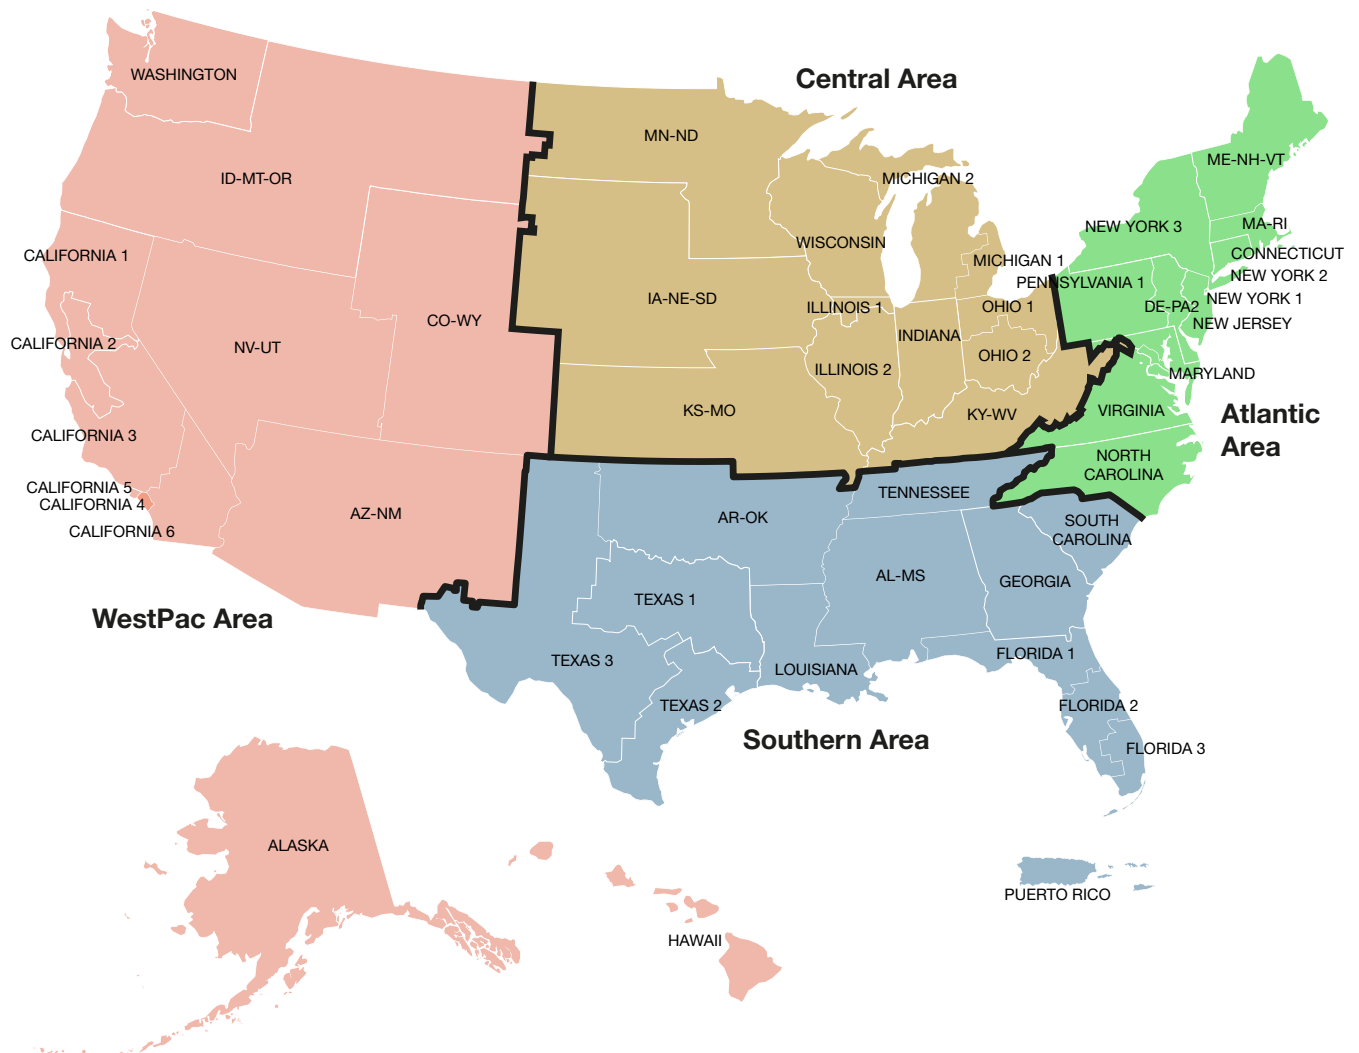 WASHINGTON
Central Area
MN-ND
ME-NH-VT
ID-MT-OR
MICHIGAN 2
NEW YORK 3
MA-RI
WISCONSIN
CALIFORNIA 1
MICHIGAN 1
CONNECTICUT
NEW YORK 2
PENNSYLVANIA 1
IA-NE-SD
ILLINOIS 1
OHIO 1
DE-PA2
NEW YORK 1
CO-WY
INDIANA
NEW JERSEY
CALIFORNIA 2
NV-UT
OHIO 2
ILLINOIS 2
MARYLAND
KS-MO
KY-WV
VIRGINIA
Atlantic
Area
CALIFORNIA 3
NORTH
CAROLINA
CALIFORNIA 5
CALIFORNIA 4
TENNESSEE
AZ-NM
AR-OK
SOUTH
CAROLINA
CALIFORNIA 6
AL-MS
GEORGIA
TEXAS 1
WestPac Area
TEXAS 3
LOUISIANA
FLORIDA 1
TEXAS 2
FLORIDA 2
Southern Area
FLORIDA 3
ALASKA
PUERTO RICO
HAWAII